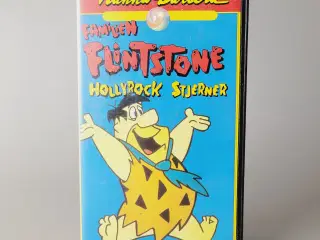 Hanna Barbera
FAMILIEN
FLINTSTONE
HOLLYROCK STJERNER